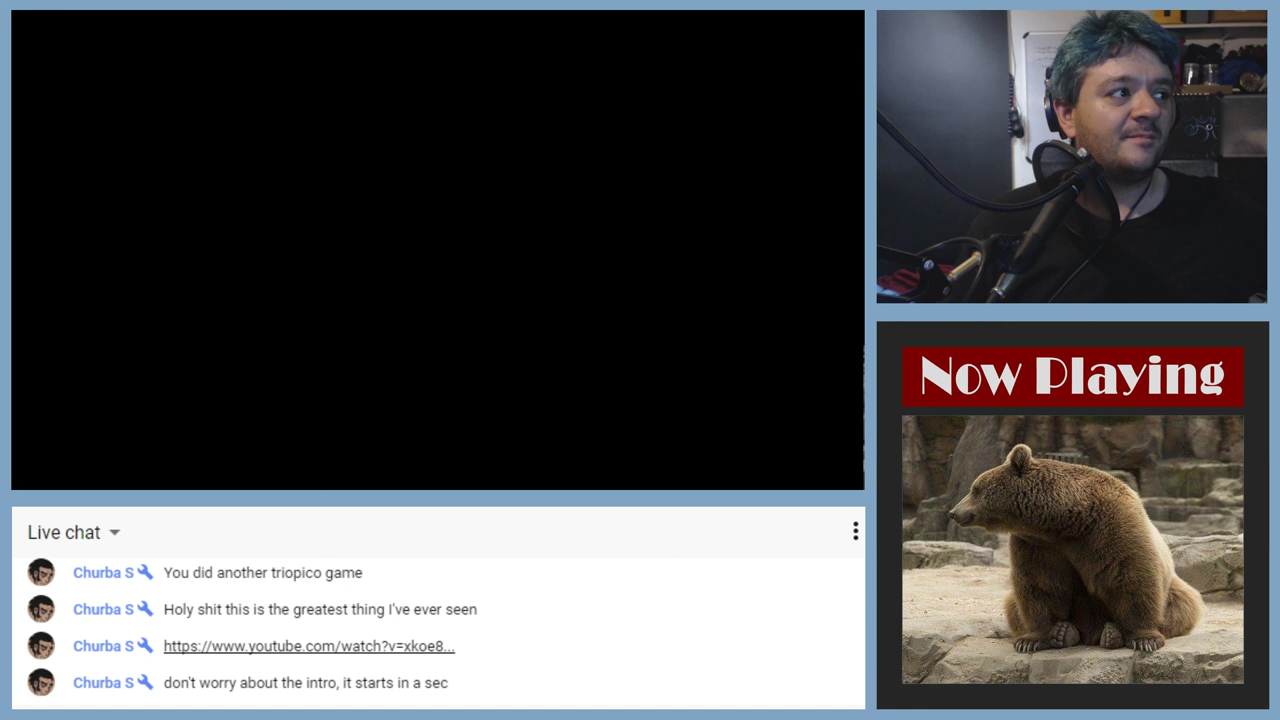 Now Playing
Live chat
Churba S You did another triopico game
Churba S Holy shit this is the greatest thing I've ever seen
Churba S https://www.youtube.com/watch?v=xkoe8...
Churba S don't worry about the intro, it starts in a sec